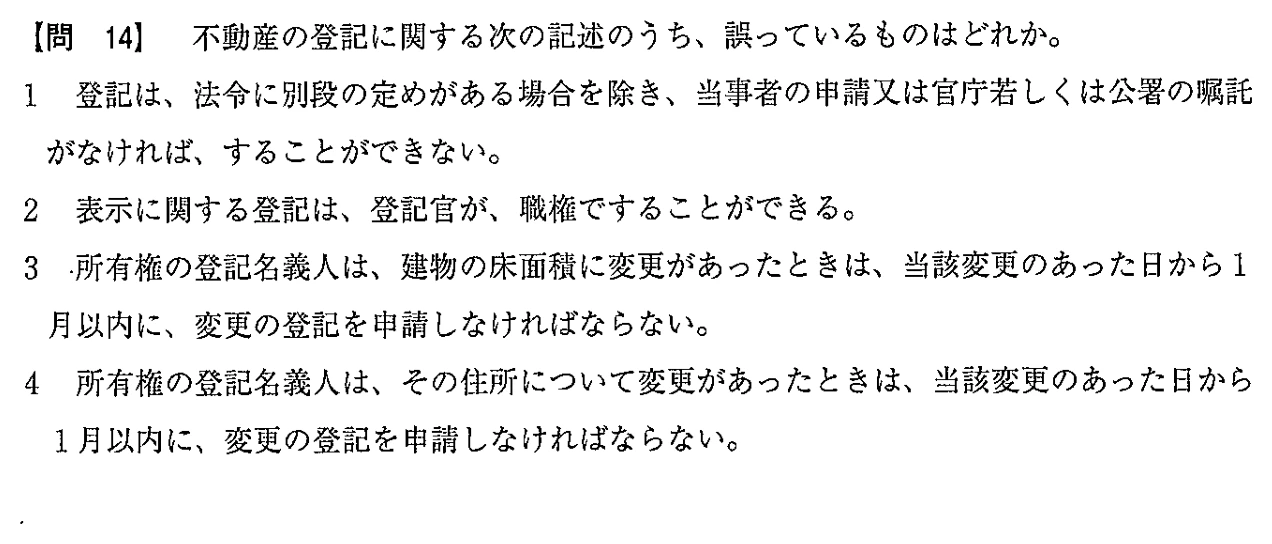 【問 14】 不動産の登記に関する次の記述のうち、誤っているものはどれか。
1 登記は、法令に別段の定めがある場合を除き、当事者の申請又は官庁若しくは公署の嘱託
がなければ、することができない。
2 表示に関する登記は、登記官が、職権ですることができる。
3 所有権の登記名義人は、建物の床面積に変更があったときは、当該変更のあった日から1
月以内に、変更の登記を申請しなければならない。
4 所有権の登記名義人は、その住所について変更があったときは、当該変更のあった日から
1月以内に、変更の登記を申請しなければならない。